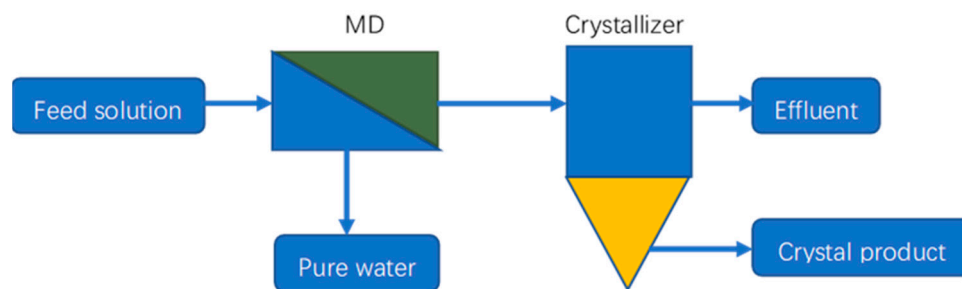 MD
Crystallizer
Feed solution
Effluent
Pure water
Crystal product